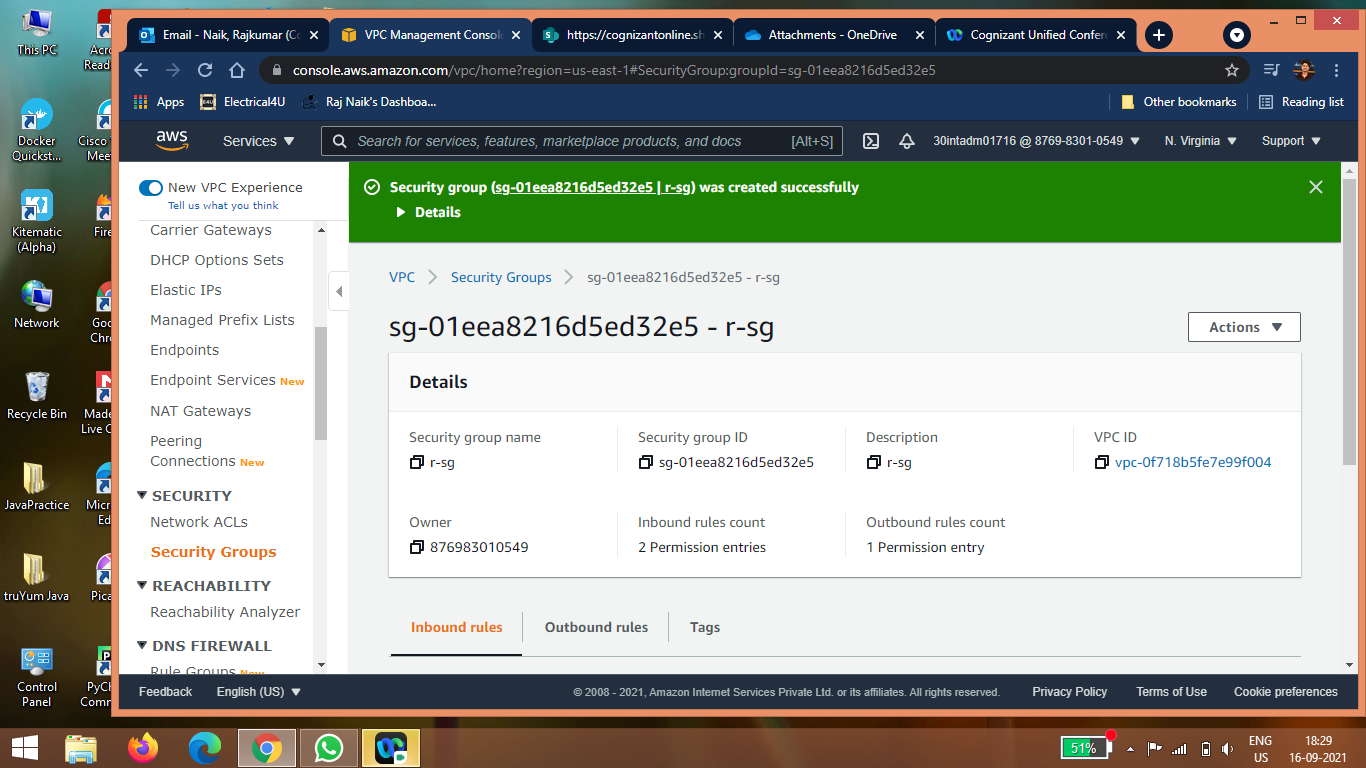 This PC
Acro
Read
Docker
Quickst...
Cisco
Mee
Kitematic
(Alpha)
Fire
Network
Goo
Chr
Recycle Bin
Made
Live C
JavaPractice
Micr
Ed
truYum Java
Pica
Control
Panel
PyCh
Comm
Email - Naik, Rajkumar (Co
VPC Management Consol
https://cognizantonline.sh
Attachments - OneDrive
Cognizant Unified Confer
console.aws.amazon.com/vpc/home?region=us-east-1#SecurityGroup:groupId=sg-01eea8216d5ed32e5
Apps
E4U
Electrical4U
Raj Naik's Dashboa...
Other bookmarks
Reading list
aws
Services
Search for services, features, marketplace products, and docs
[Alt+S]
30intadm01716 @ 8769-8301-0549
N. Virginia
Support
New VPC Experience
Tell us what you think
Carrier Gateways
DHCP Options Sets
Elastic IPs
Managed Prefix Lists
Endpoints
Endpoint Services New
NAT Gateways
Peering
Connections New
SECURITY
Network ACLs
Security Groups
REACHABILITY
Reachability Analyzer
DNS FIREWALL
Rule Groups New
Security group (sg-01eea8216d5ed32e5 | r-sg) was created successfully
Details
VPC
Security Groups
sg-01eea8216d5ed32e5 - r-sg
sg-01eea8216d5ed32e5 - r-sg
Actions
Details
Security group name
r-sg
Security group ID
sg-01eea8216d5ed32e5
Description
r-sg
VPC ID
vpc-0f718b5fe7e99f004
Owner
876983010549
Inbound rules count
2 Permission entries
Outbound rules count
1 Permission entry
Inbound rules
Outbound rules
Tags
Feedback
English (US)
© 2008 - 2021, Amazon Internet Services Private Ltd. or its affiliates. All rights reserved.
Privacy Policy
Terms of Use
Cookie preferences
51%
ENG
US
18:29
16-09-2021